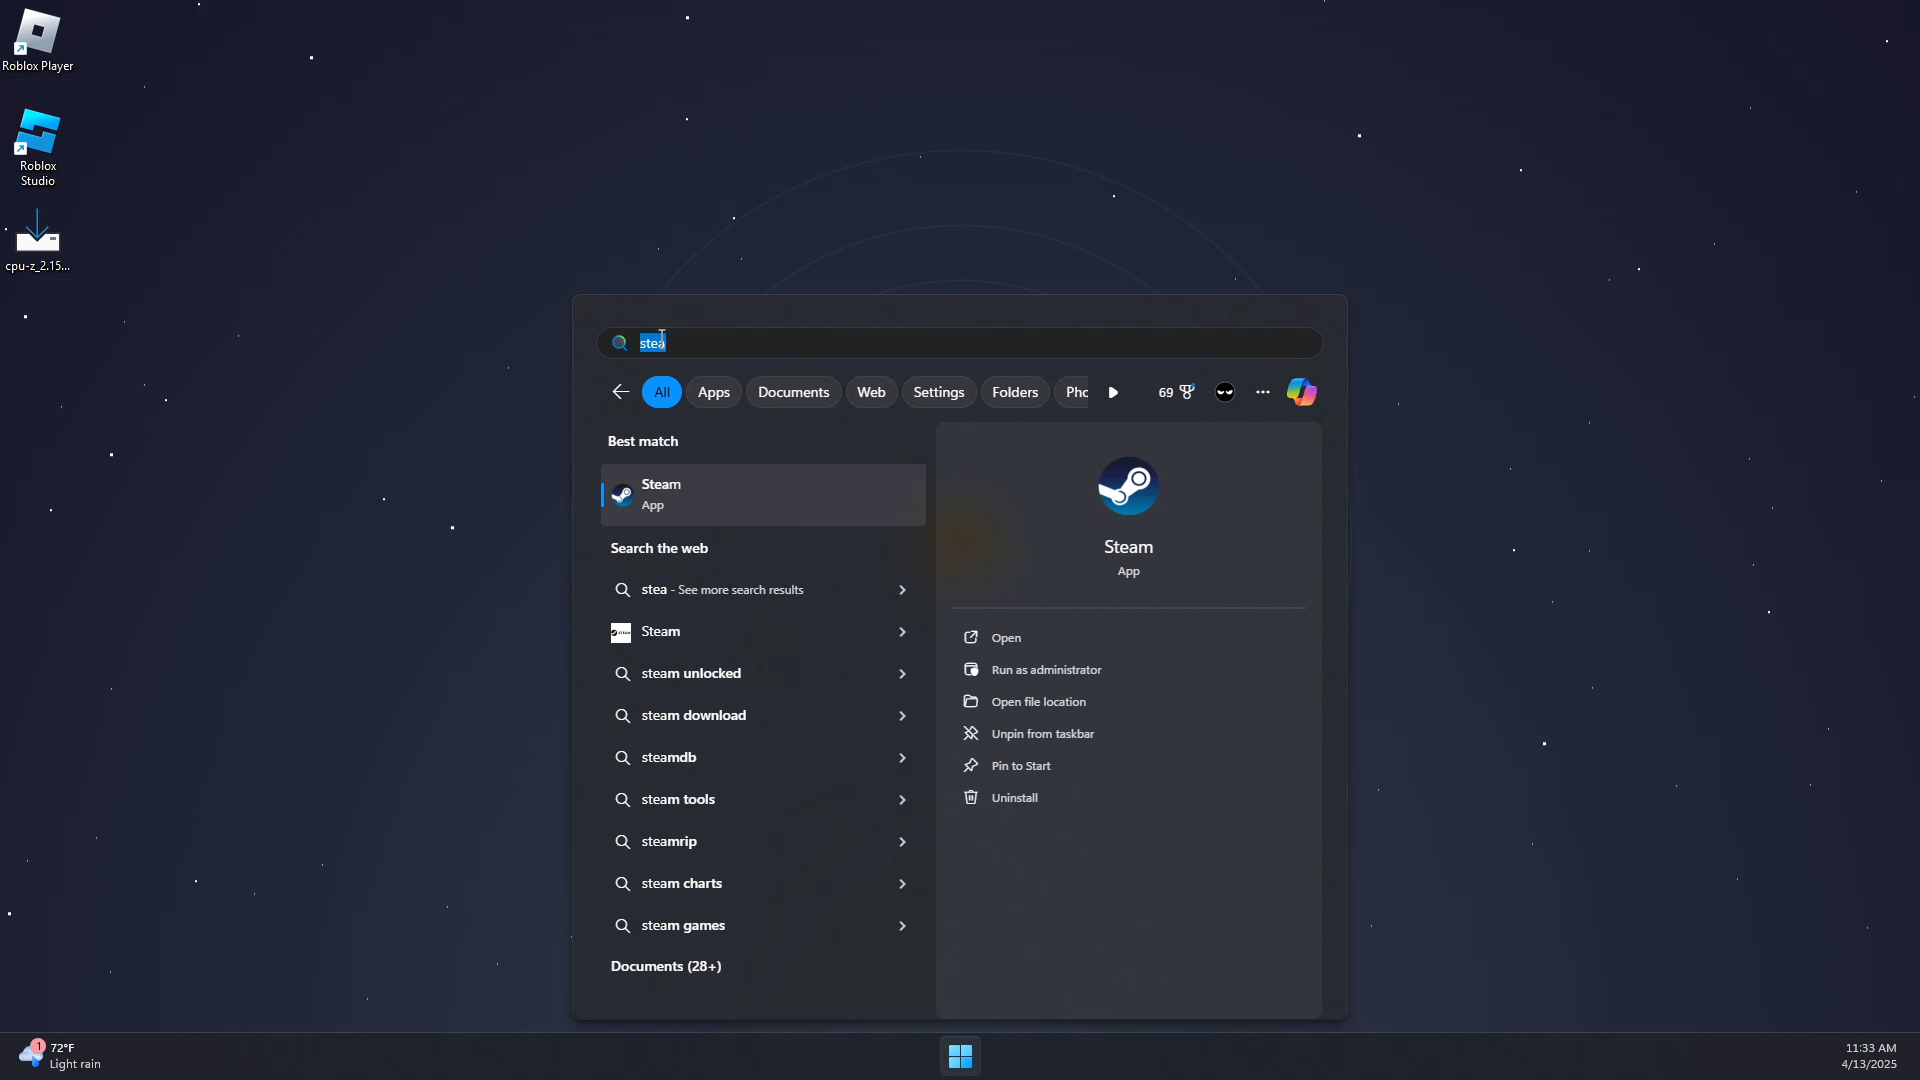 Roblox Player
Roblox
Studio
cpu-z_2.15...
stea
All
Apps
Documents
Web
Settings
Folders
Pho
69
Best match
Steam
App
Search the web
stea - See more search results
Steam
steam unlocked
steam download
steamdb
steam tools
steamrip
steam charts
steam games
Documents (28+)
Steam
App
Open
Run as administrator
Open file location
Unpin from taskbar
Pin to Start
Uninstall
1
72°F
Light rain
11:33 AM
4/13/2025